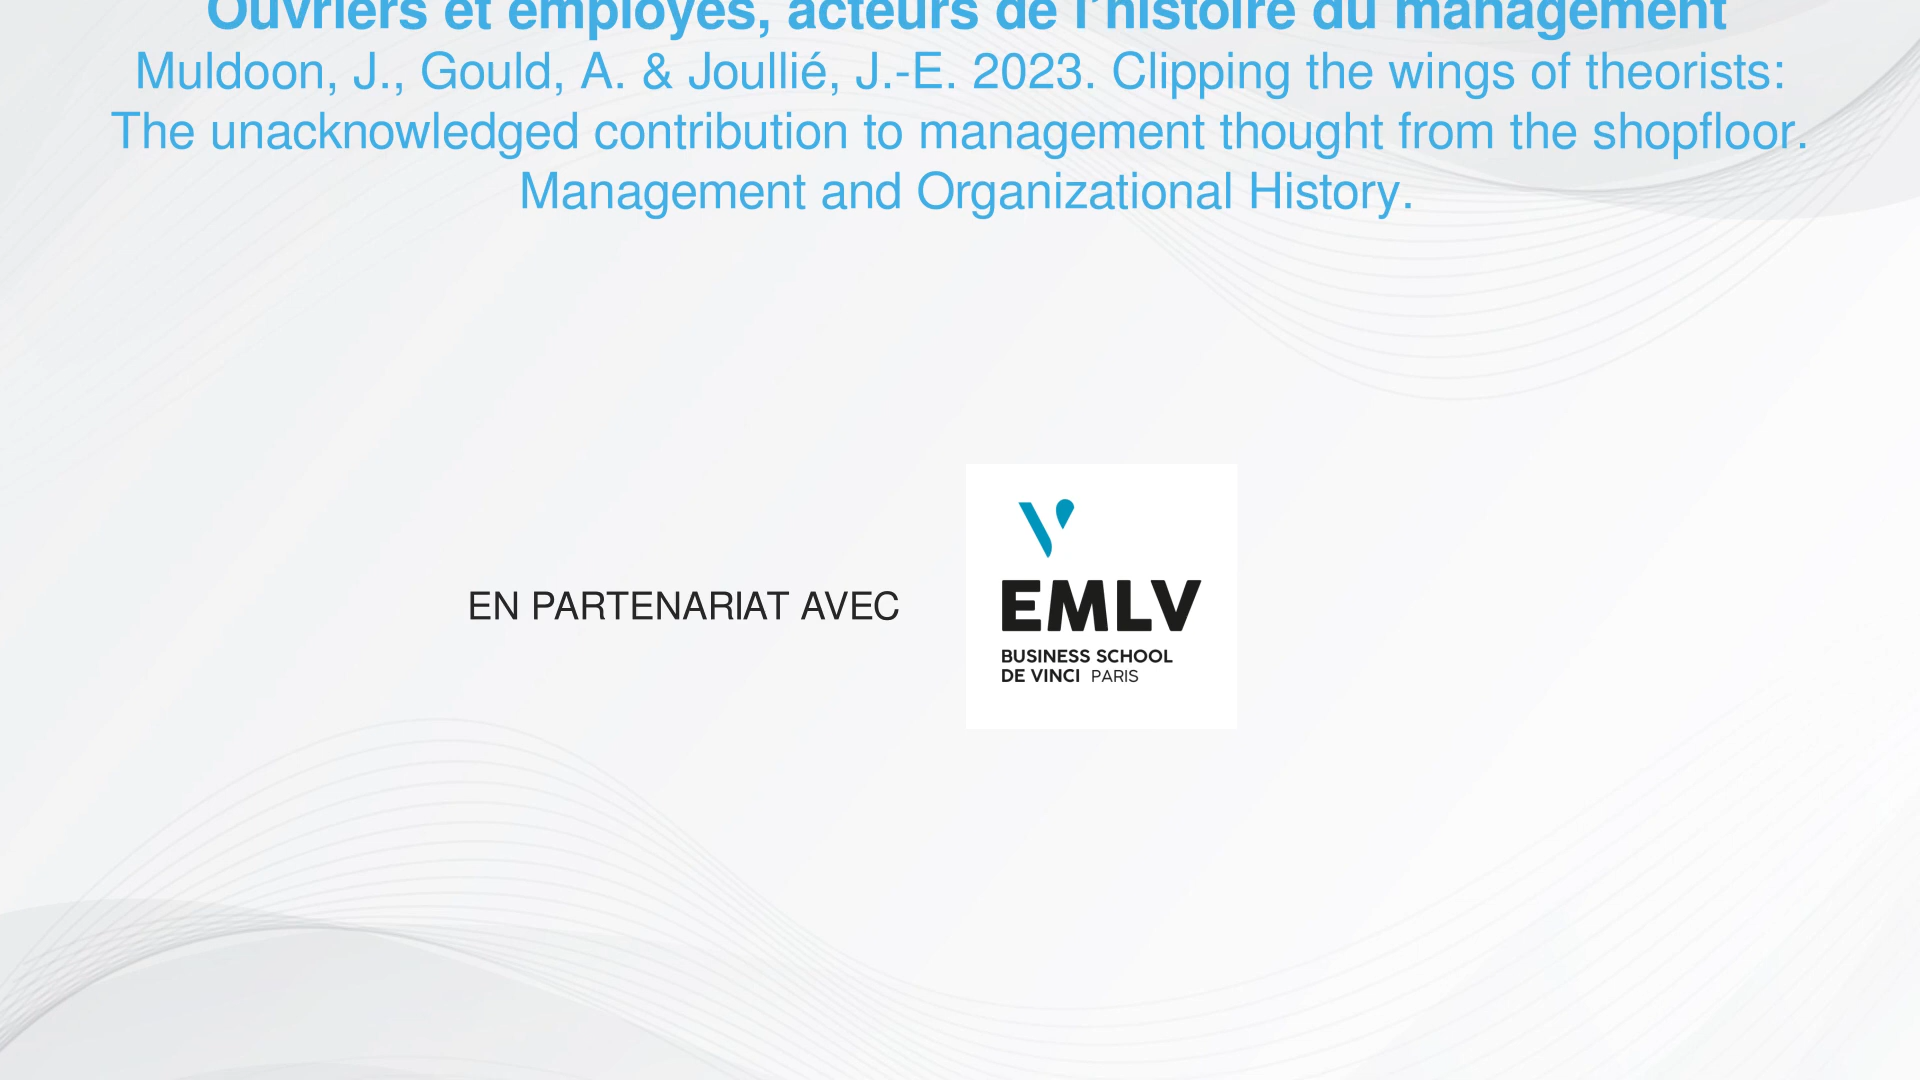 Ouvriers et employés, acteurs de l'histoire du management
Muldoon, J., Gould, A. & Joullié, J.-E. 2023. Clipping the wings of theorists:
The unacknowledged contribution to management thought from the shopfloor.
Management and Organizational History.
EN PARTENARIAT AVEC
EMLV
BUSINESS SCHOOL
DE VINCI PARIS